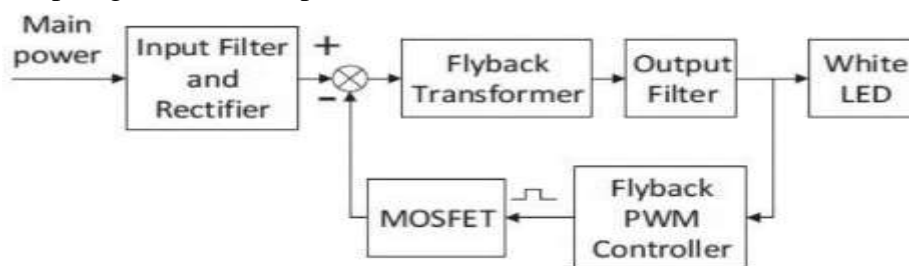 Main
power
Input Filter
and
Rectifier
+
-
Flyback
Transformer
Output
Filter
White
LED
MOSFET
Flyback
PWM
Controller